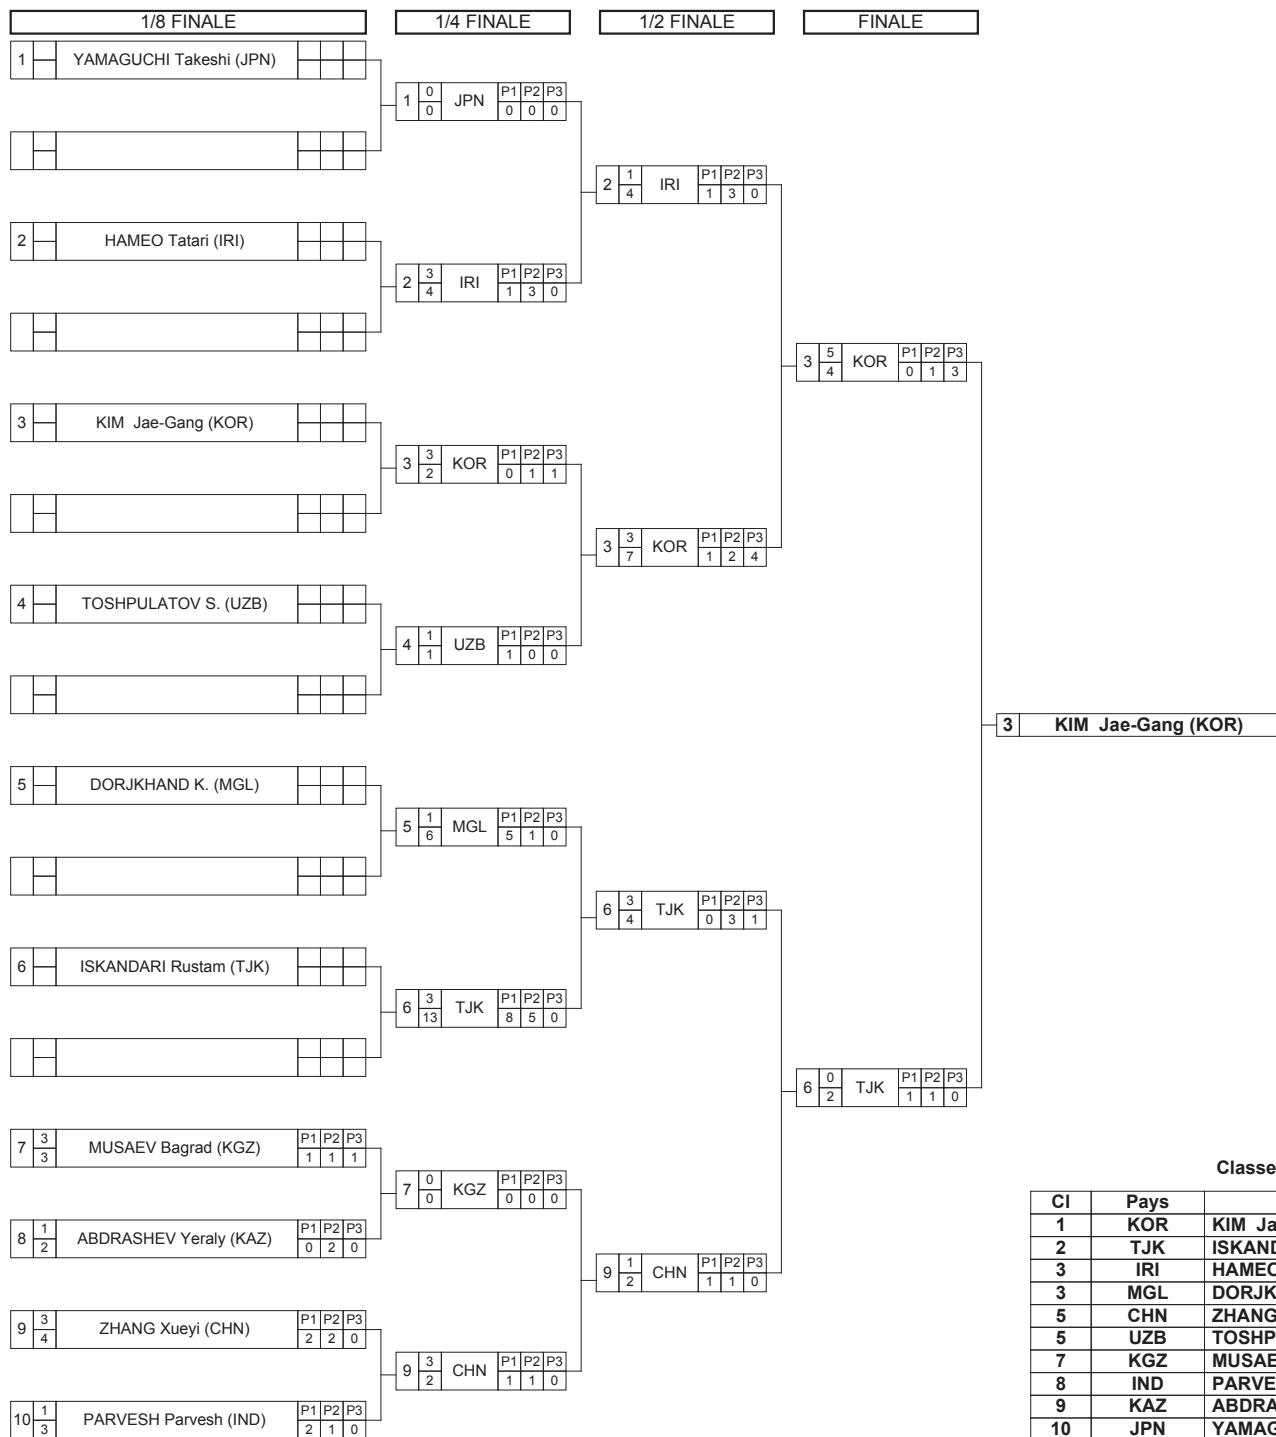 1/8 FINALE 1/4 FINALE 1/2 FINALE FINALE
1 YAMAGUCHI Takeshi (JPN)
1 0 JPN P1 P2 P3
0 0 0 0
2 1 IRI P1 P2 P3
4 1 3 0
2 HAMEO Tatari (IRI)
2 3 IRI P1 P2 P3
4 1 3 0
3 5 KOR P1 P2 P3
4 0 1 3
3 KIM Jae-Gang (KOR)
3 3 KOR P1 P2 P3
2 0 1 1
3 3 KOR P1 P2 P3
7 1 2 4
4 TOSHPULATOV S. (UZB)
4 1 UZB P1 P2 P3
1 1 0 0
3 KIM Jae-Gang (KOR)
5 DORJKHAND K. (MGL)
5 1 MGL P1 P2 P3
6 5 1 0
6 3 TJK P1 P2 P3
4 0 3 1
6 ISKANDARI Rustam (TJK)
6 3 TJK P1 P2 P3
13 8 5 0
6 0 TJK P1 P2 P3
2 1 1 0
7 3 MUSAEV Bagrad (KGZ) P1 P2 P3
3 1 1 1
7 0 KGZ P1 P2 P3
0 0 0 0
8 1 ABDRASHEV Yeraly (KAZ) P1 P2 P3
2 0 2 0
9 1 CHN P1 P2 P3
2 1 1 0
9 3 ZHANG Xueyi (CHN) P1 P2 P3
4 2 2 0
9 3 CHN P1 P2 P3
2 1 1 0
10 1 PARVESH Parvesh (IND) P1 P2 P3
3 2 1 0
Classe
Cl Pays
1 KOR KIM Ja
2 TJK ISKAND
3 IRI HAMEO
3 MGL DORJK
5 CHN ZHANG
5 UZB TOSHP
7 KGZ MUSAE
8 IND PARVE
9 KAZ ABDRA
10 JPN YAMAG